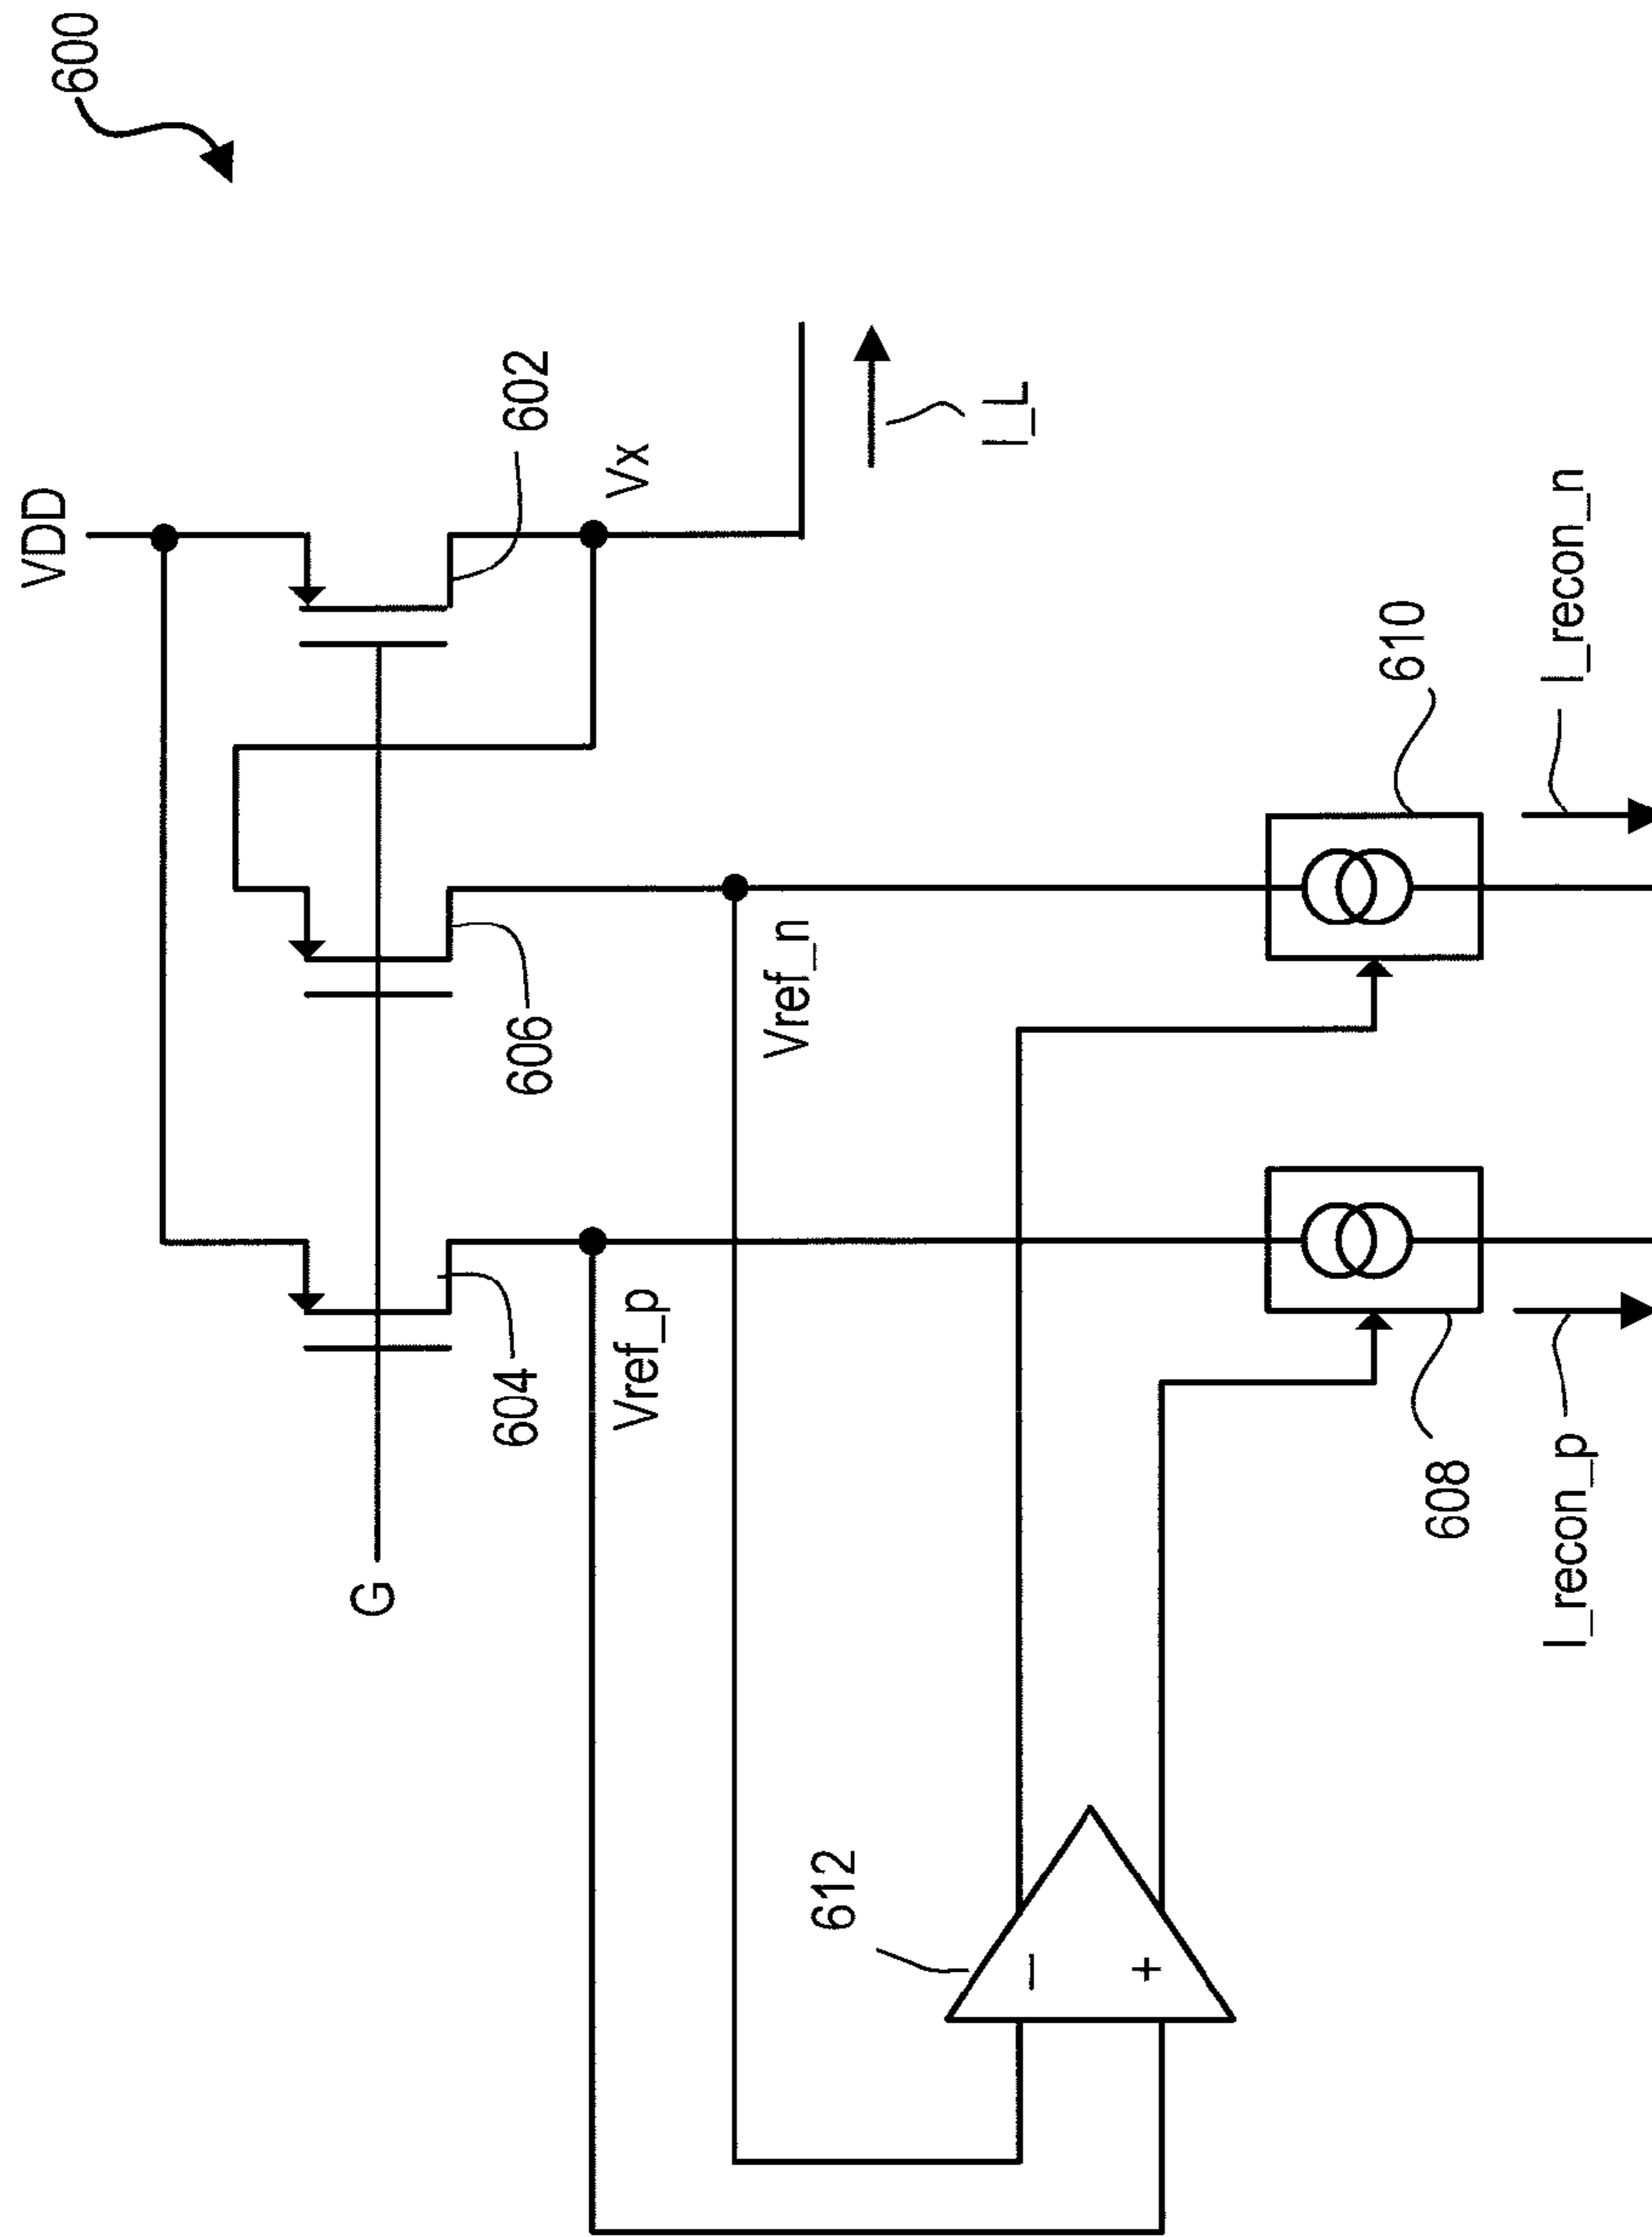 600
VDD
602
Vx
I_L
606
Vref_n
610
I_recon_n
604
Vref_p
G
608
I_recon_p
612
−
+